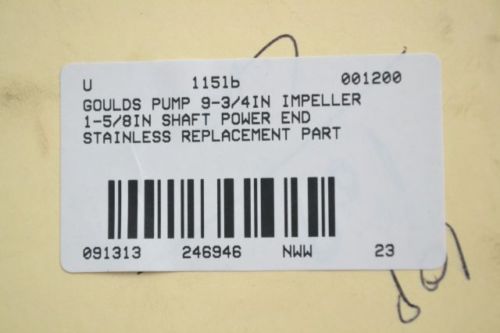 U 115lb 001200
GOULDS PUMP 9-3/4IN IMPELLER
1-5/8IN SHAFT POWER END
STAINLESS REPLACEMENT PART
091313 246946 NWW 23